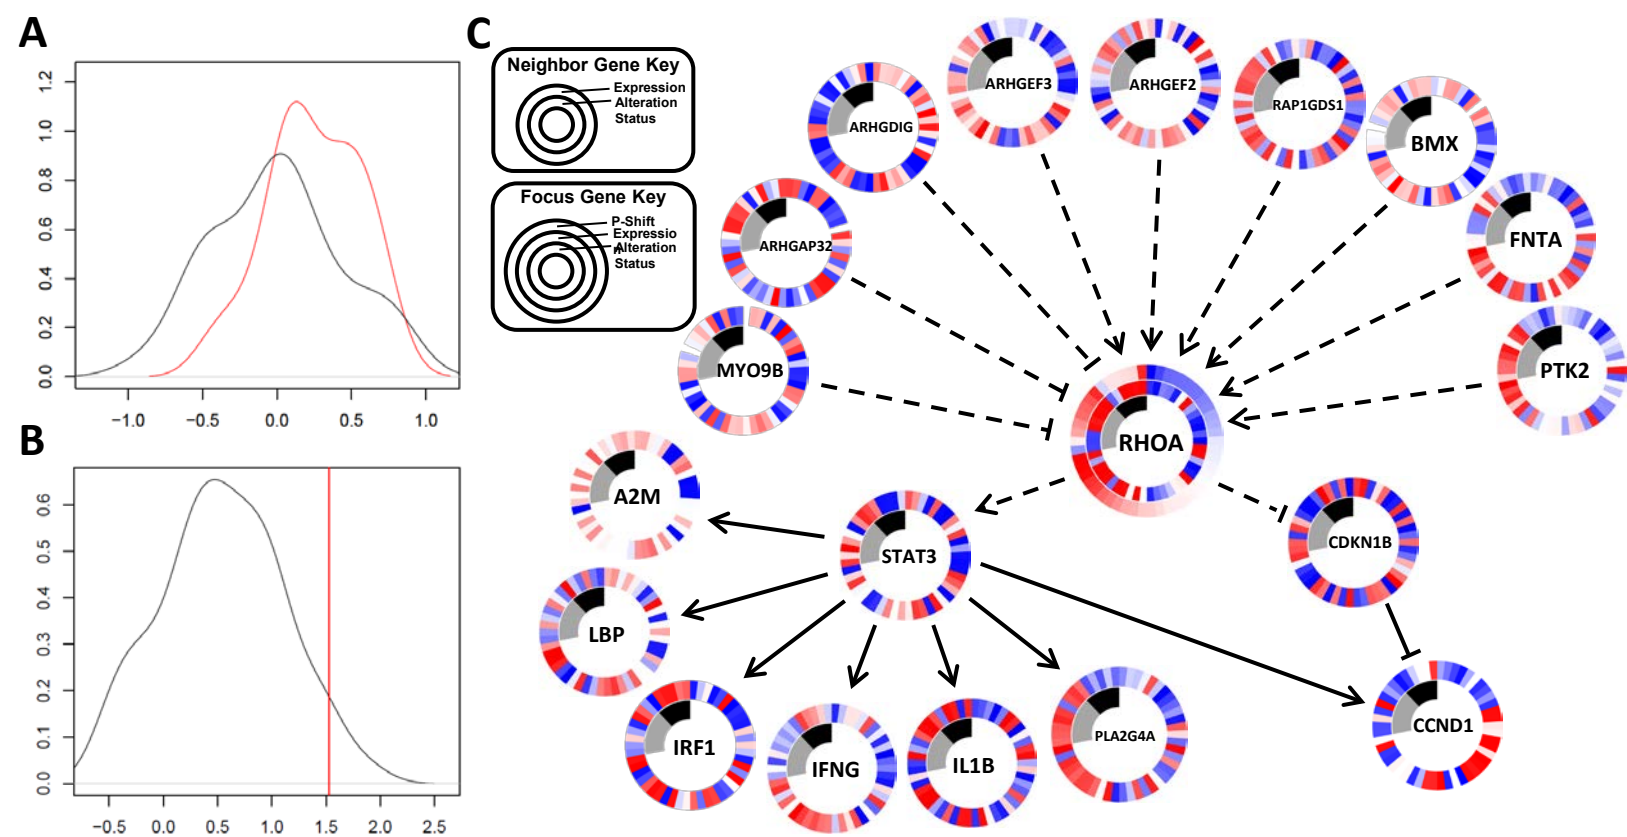 A
1.2
1.0
0.8
0.6
0.4
0.2
0.0
−1.0 −0.5 0.0 0.5 1.0
B
0.6
0.5
0.4
0.3
0.2
0.1
0.0
−0.5 0.0 0.5 1.0 1.5 2.0 2.5
C
Neighbor Gene Key
Expression
Alteration
Status
Focus Gene Key
P-Shift
Expressio
n
Alteration
Status
ARHGEF3
ARHGEF2
RAP1GDS1
ARHGDIG
BMX
ARHGAP32
FNTA
MYO9B
PTK2
RHOA
A2M
STAT3
CDKN1B
LBP
IRF1
IFNG
IL1B
PLA2G4A
CCND1